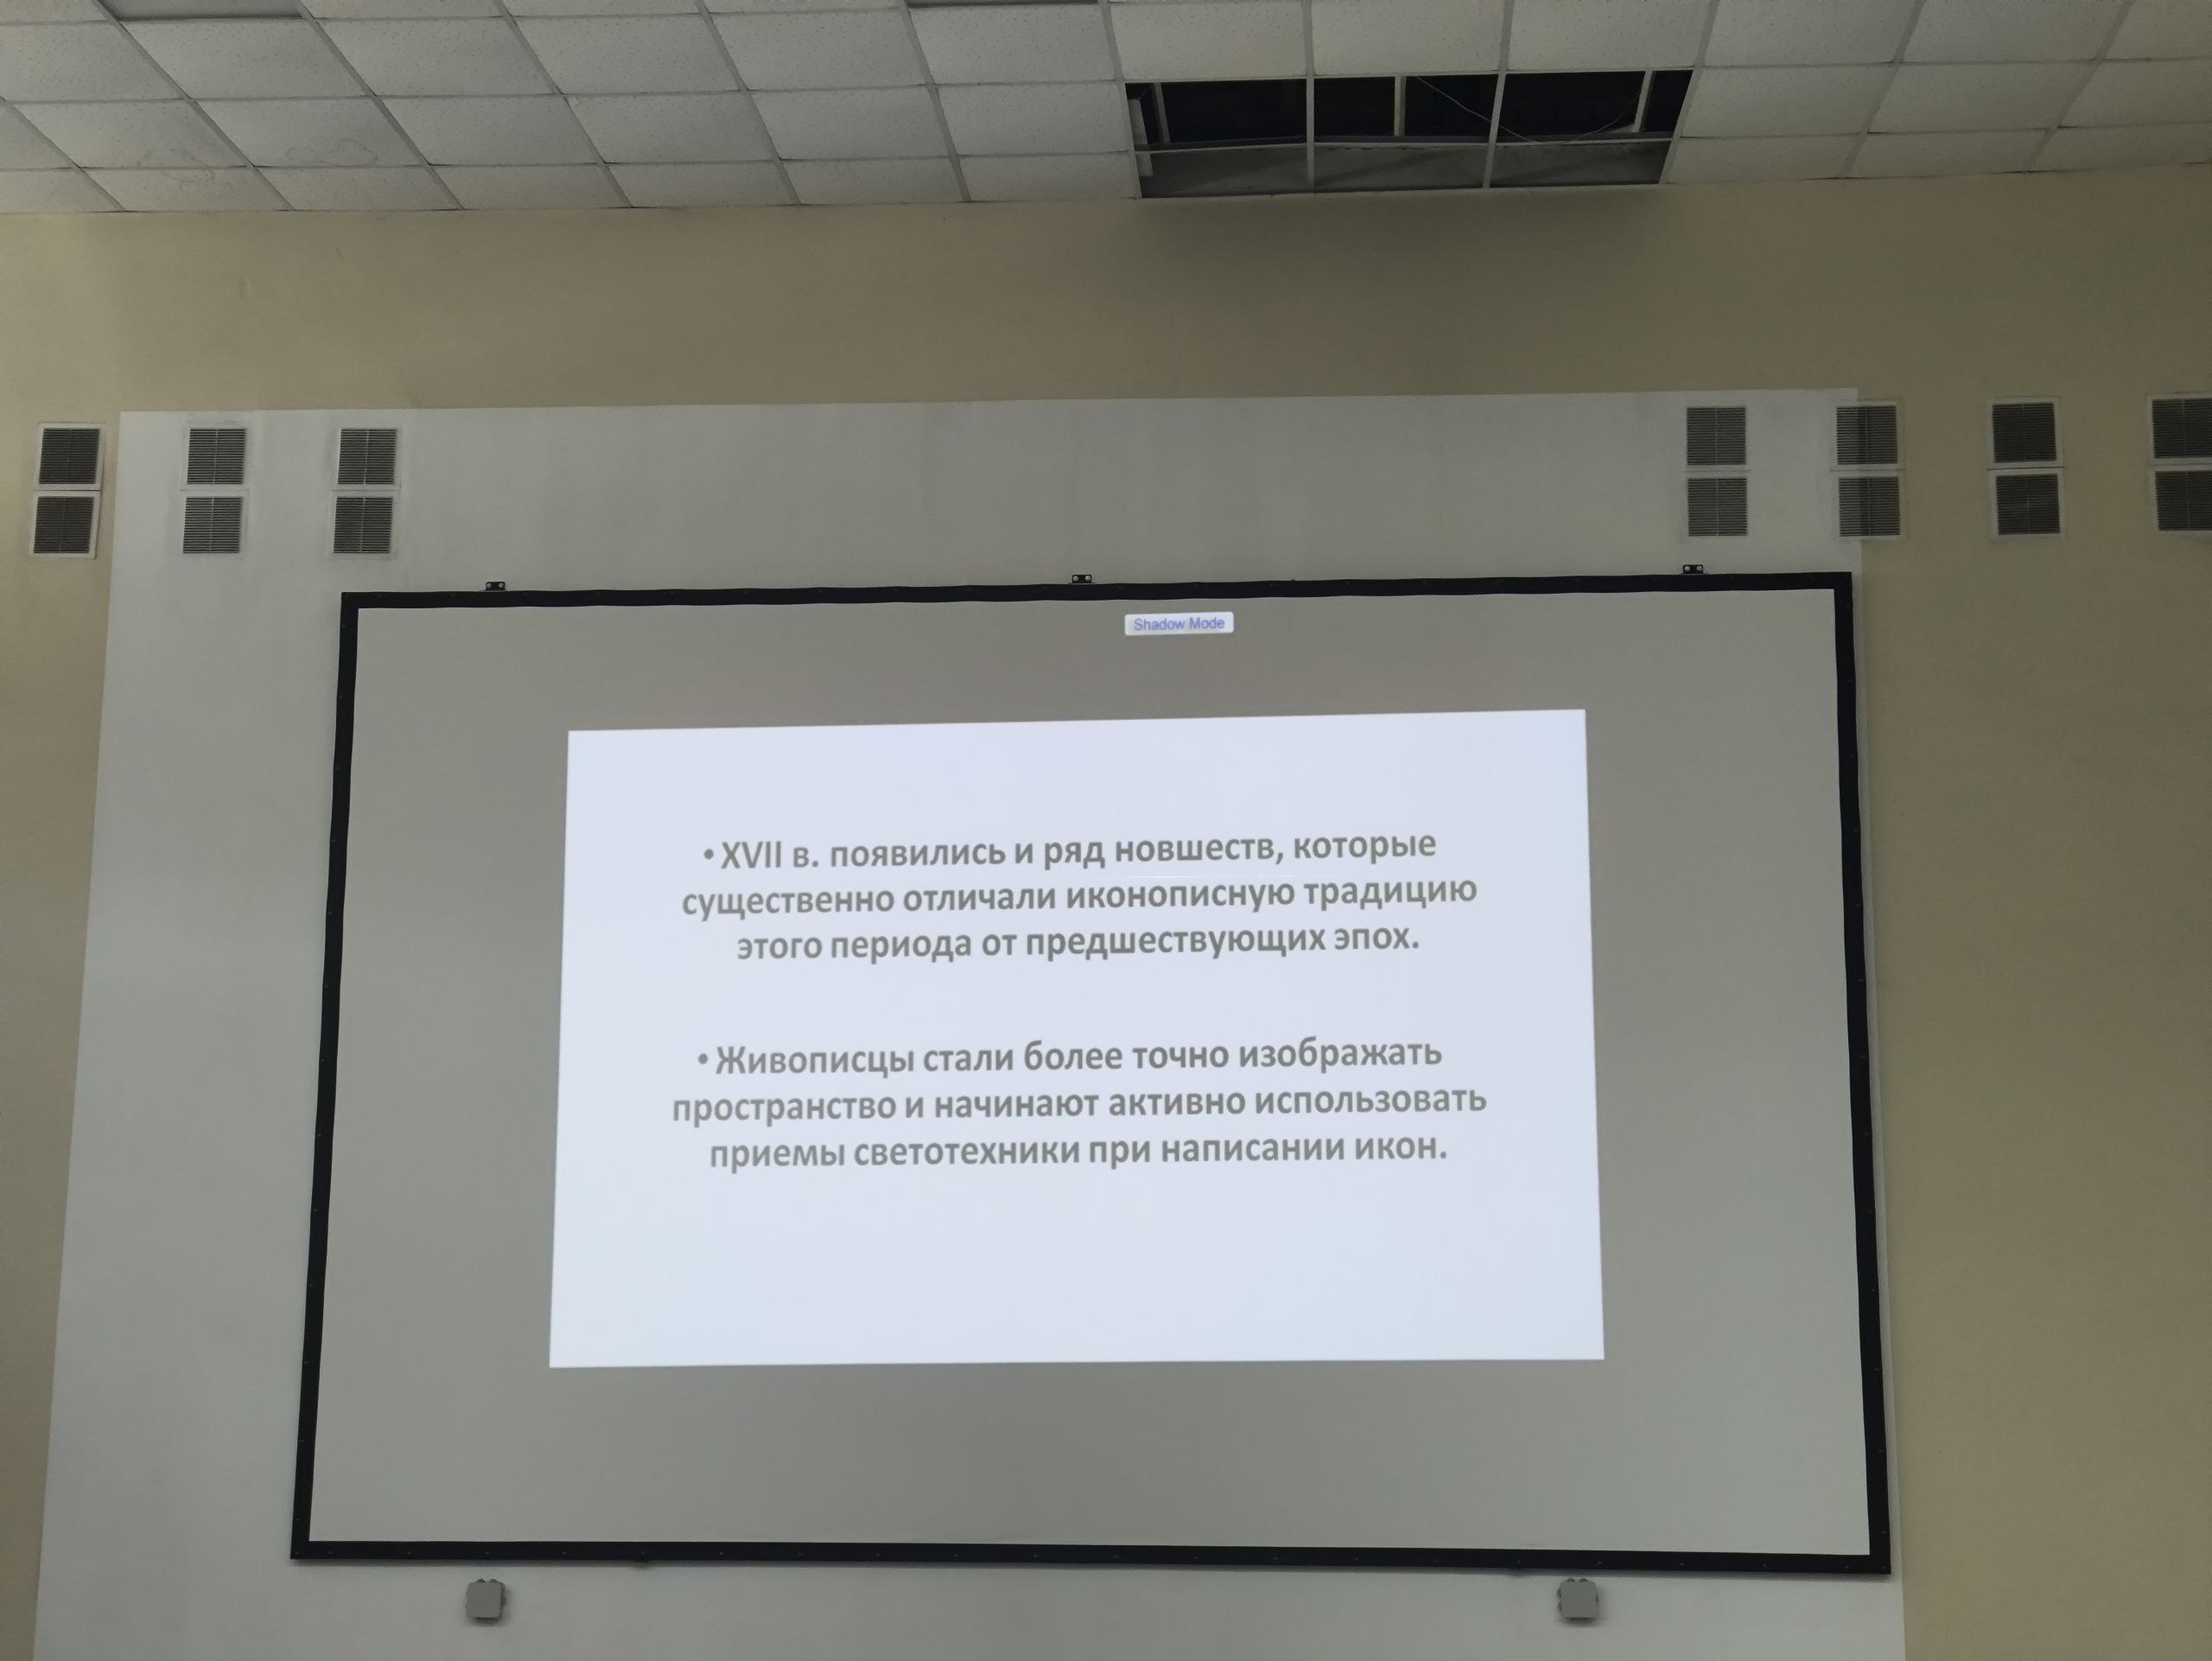 Shadow Mode
• XVII в. появились и ряд новшеств, которые
существенно отличали иконописную традицию
этого периода от предшествующих эпох.
• Живописцы стали более точно изображать
пространство и начинают активно использовать
приемы светотехники при написании икон.